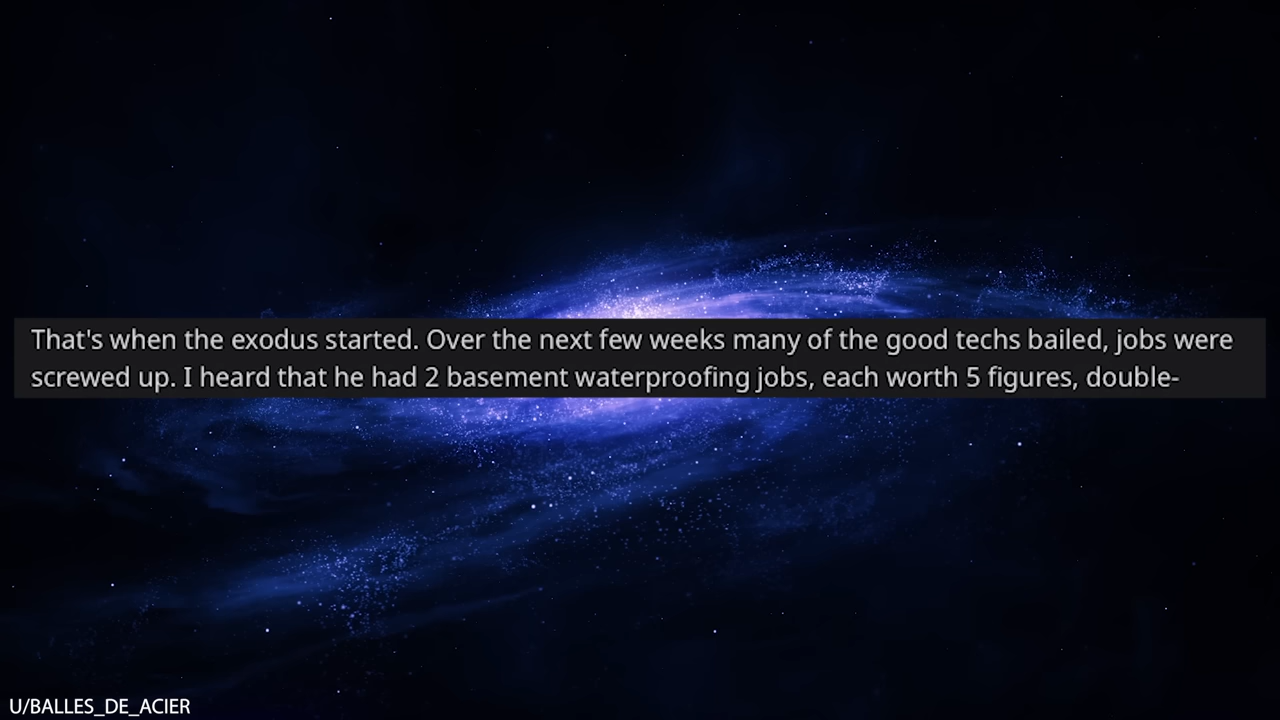 That's when the exodus started. Over the next few weeks many of the good techs bailed, jobs were
screwed up. I heard that he had 2 basement waterproofing jobs, each worth 5 figures, double-
U/BALLES_DE_ACIER